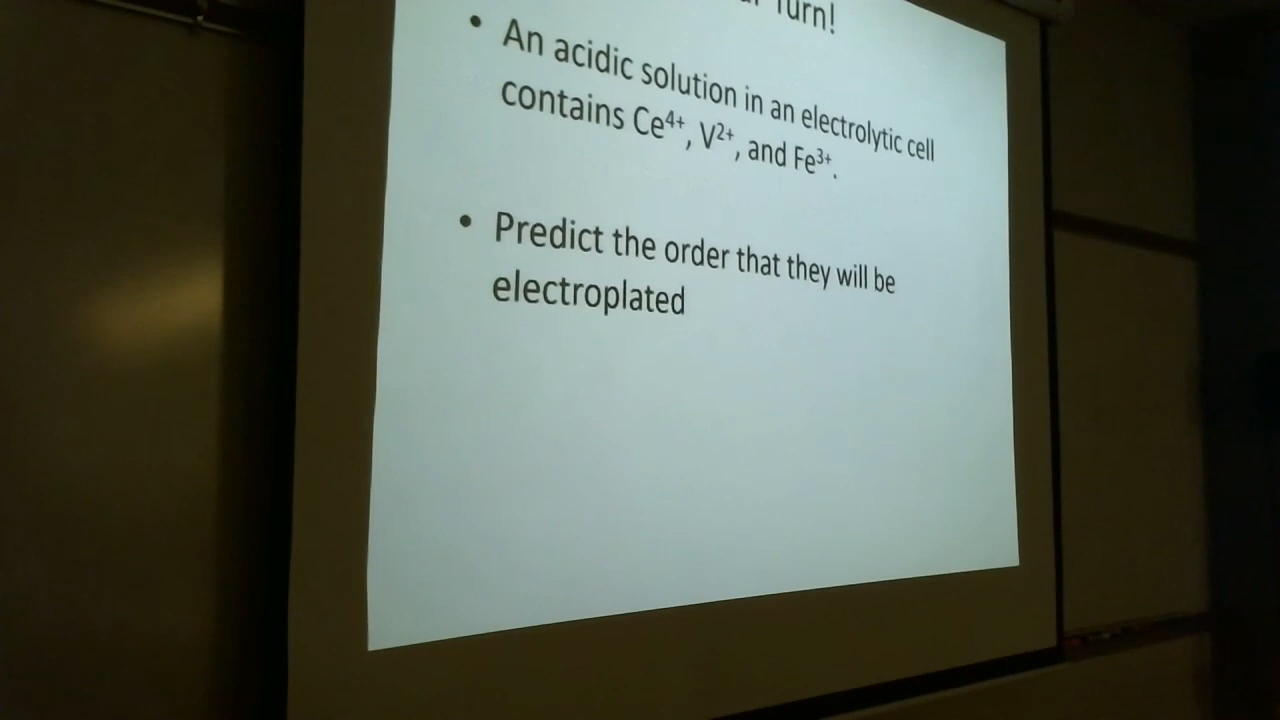 Turn!
• An acidic solution in an electrolytic cell
contains Ce⁴⁺, V²⁺, and Fe³⁺.
• Predict the order that they will be
electroplated